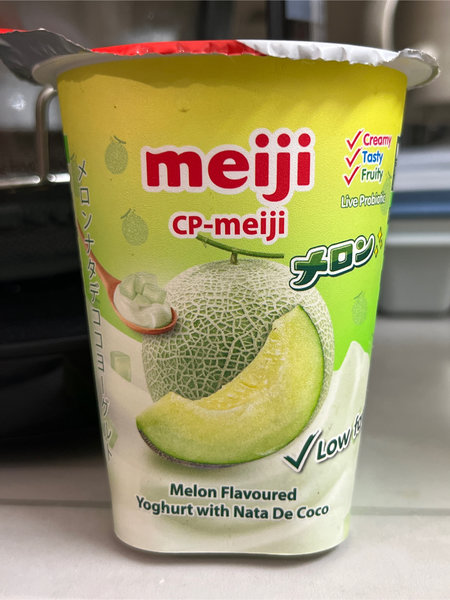 meiji
CP-meiji
Creamy
Tasty
Fruity
Live Probiotic
メロン
メロンナタデココヨーグルト
Low fa
Melon Flavoured
Yoghurt with Nata De Coco